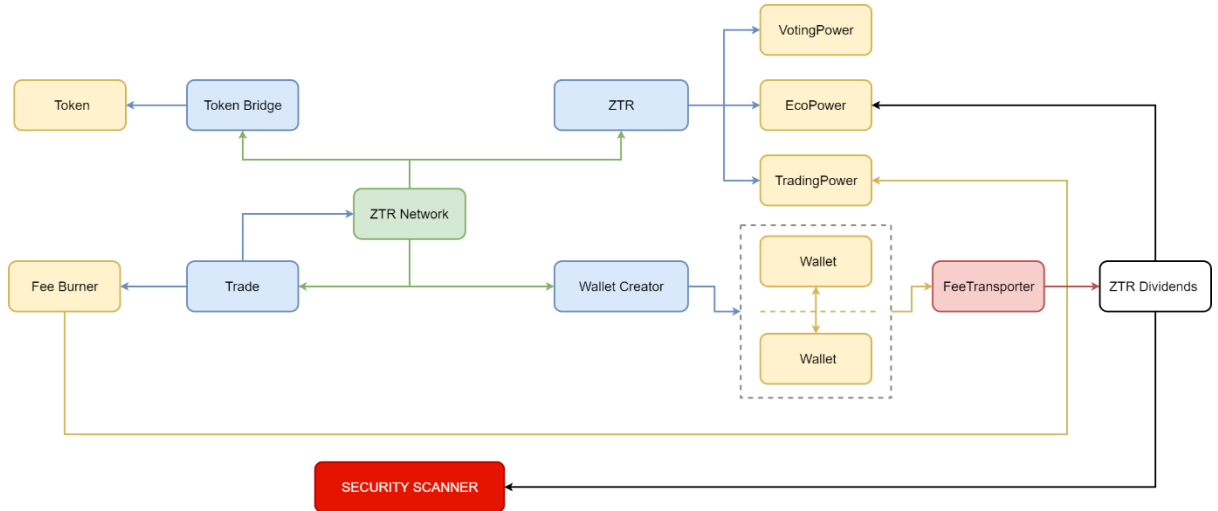 VotingPower
Token
Token Bridge
ZTR
EcoPower
TradingPower
ZTR Network
Wallet
Fee Burner
Trade
Wallet Creator
FeeTransporter
ZTR Dividends
Wallet
SECURITY SCANNER